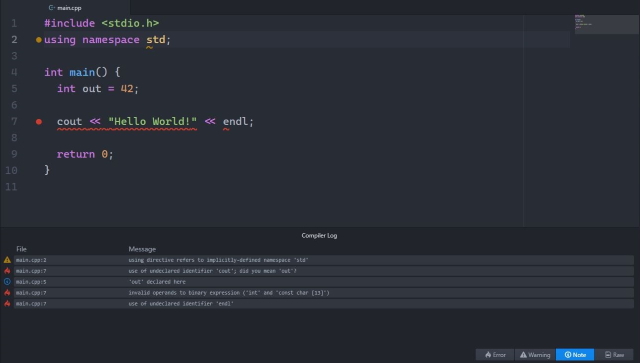 main.cpp
1 #include <stdio.h>
2 using namespace std;
3
4 int main() {
5 int out = 42;
6
7 cout << "Hello World!" << endl;
8
9 return 0;
10 }
11
Compiler Log
File Message
main.cpp:2 using directive refers to implicitly-defined namespace 'std'
main.cpp:7 use of undeclared identifier 'cout'; did you mean 'out'?
main.cpp:5 'out' declared here
main.cpp:7 invalid operands to binary expression ('int' and 'const char [13]')
main.cpp:7 use of undeclared identifier 'endl'
Error Warning Note Raw